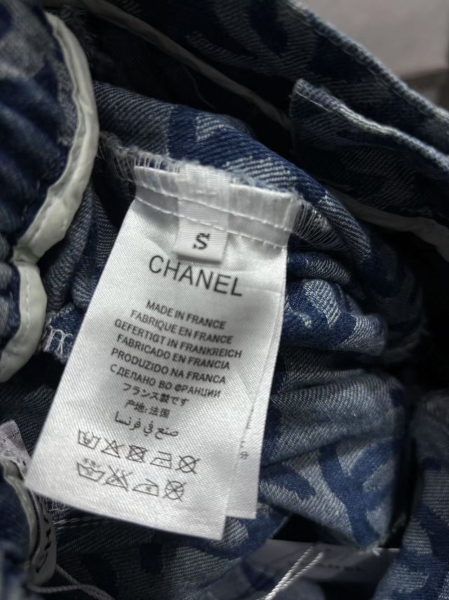 S
CHANEL
MADE IN FRANCE
FABRIQUE EN FRANCE
GEFERTIGT IN FRANKREICH
FABRICADO EN FRANCIA
PRODUZIDO NA FRANCA
СДЕЛАНО ВО ФРАНЦИИ
フランス製です
产地:法国
صنع في فرنسا